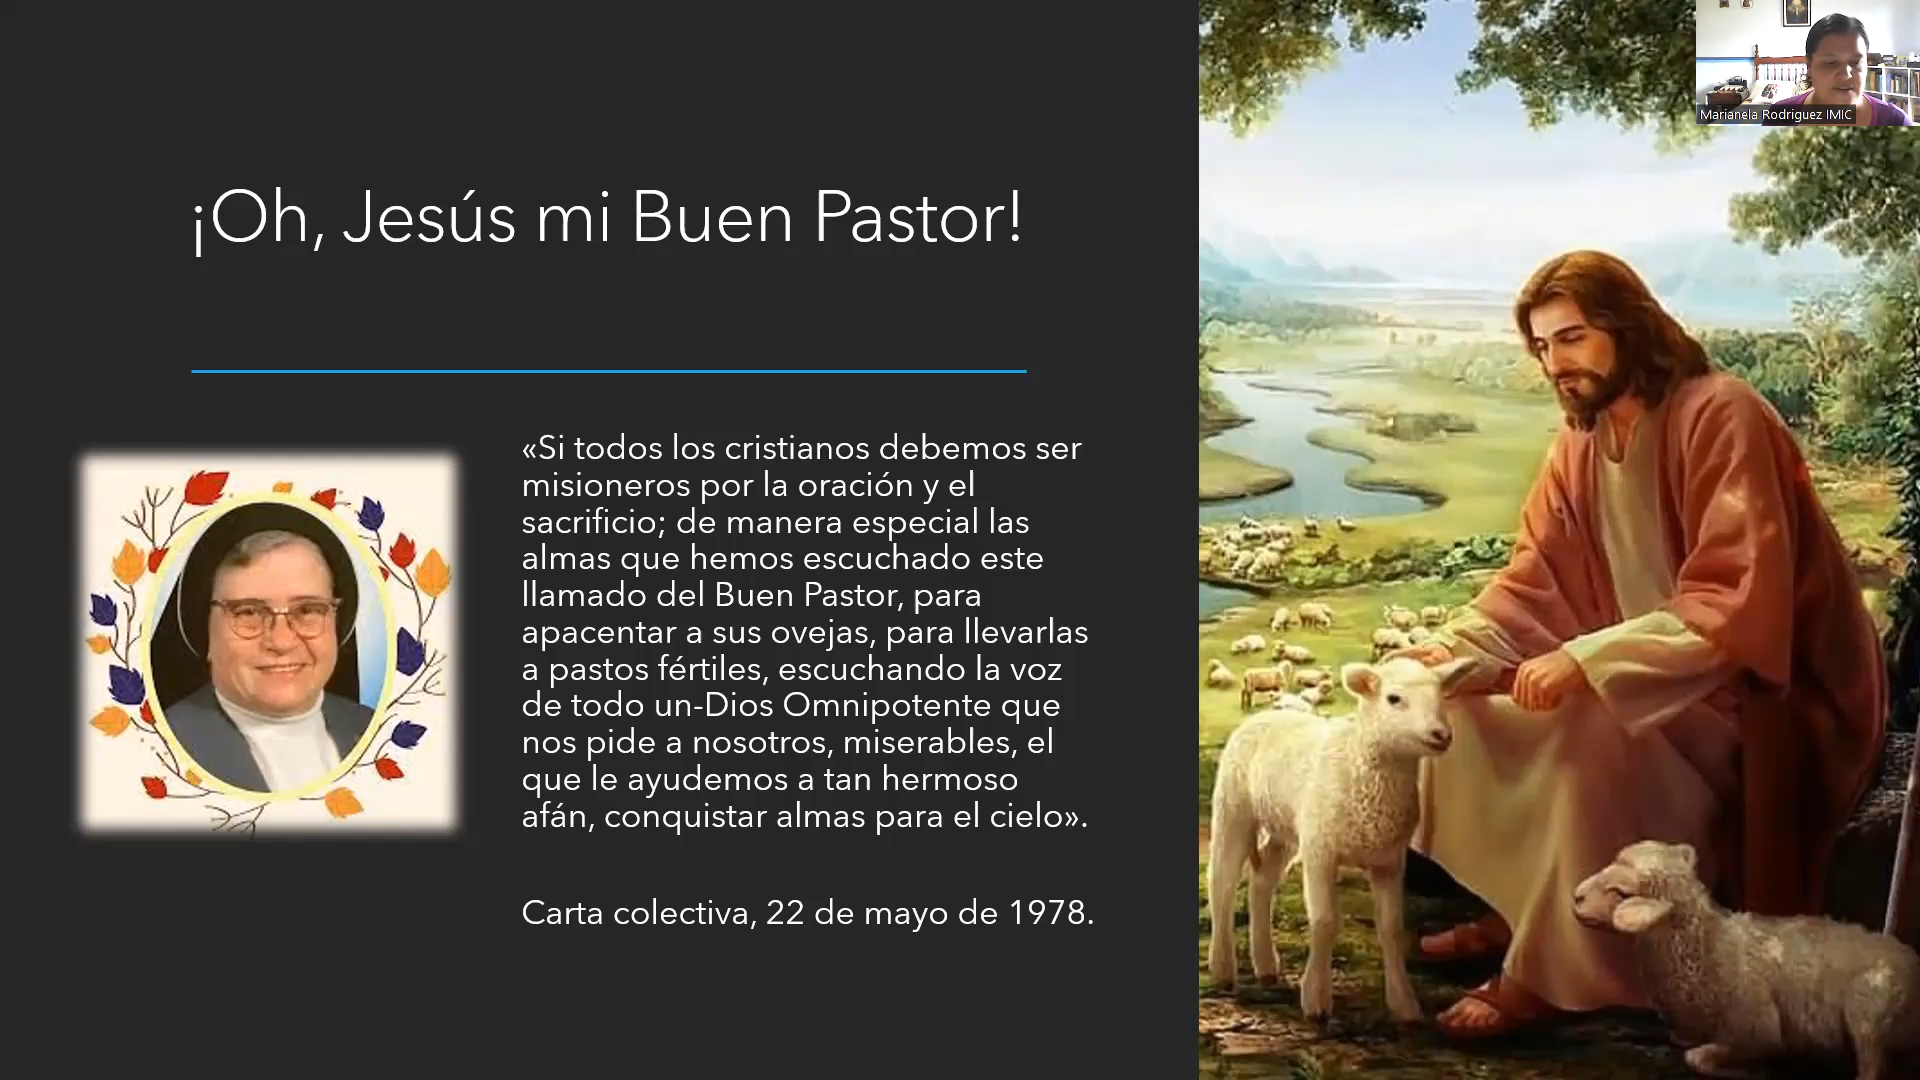 ¡Oh, Jesús mi Buen Pastor!
«Si todos los cristianos debemos ser
misioneros por la oración y el
sacrificio; de manera especial las
almas que hemos escuchado este
llamado del Buen Pastor, para
apacentar a sus ovejas, para llevarlas
a pastos fértiles, escuchando la voz
de todo un-Dios Omnipotente que
nos pide a nosotros, miserables, el
que le ayudemos a tan hermoso
afán, conquistar almas para el cielo».
Carta colectiva, 22 de mayo de 1978.
Marianela Rodriguez IMIC